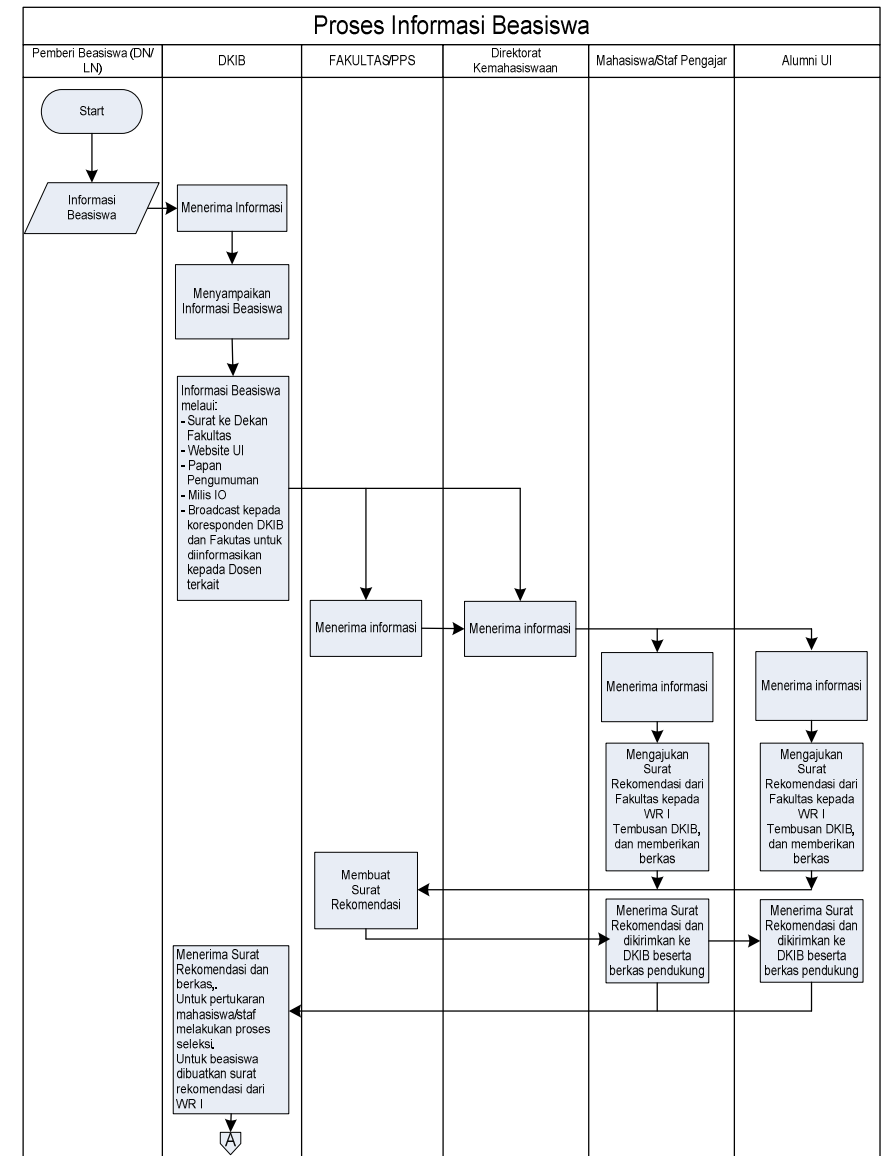 Proses Informasi Beasiswa
Pemberi Beasiswa (DN/
LN)
DKIB
FAKULTAS/PPS
Direktorat
Kemahasiswaan
Mahasiswa/Staf Pengajar
Alumni UI
Start
Informasi
Beasiswa
Menerima Informasi
Menyampaikan
Informasi Beasiswa
Informasi Beasiswa
melaui:
- Surat ke Dekan
Fakultas
- Website UI
- Papan
Pengumuman
- Milis IO
- Broadcast kepada
koresponden DKIB
dan Fakutas untuk
diinformasikan
kepada Dosen
terkait
Menerima informasi
Menerima informasi
Menerima informasi
Menerima informasi
Mengajukan
Surat
Rekomendasi dari
Fakultas kepada
WR I
Tembusan DKIB,
dan memberikan
berkas
Mengajukan
Surat
Rekomendasi dari
Fakultas kepada
WR I
Tembusan DKIB,
dan memberikan
berkas
Membuat
Surat
Rekomendasi
Menerima Surat
Rekomendasi dan
dikirimkan ke
DKIB beserta
berkas pendukung
Menerima Surat
Rekomendasi dan
dikirimkan ke
DKIB beserta
berkas pendukung
Menerima Surat
Rekomendasi dan
berkas,.
Untuk pertukaran
mahasiswa/staf
melakukan proses
seleksi.
Untuk beasiswa
dibuatkan surat
rekomendasi dari
WR I
A